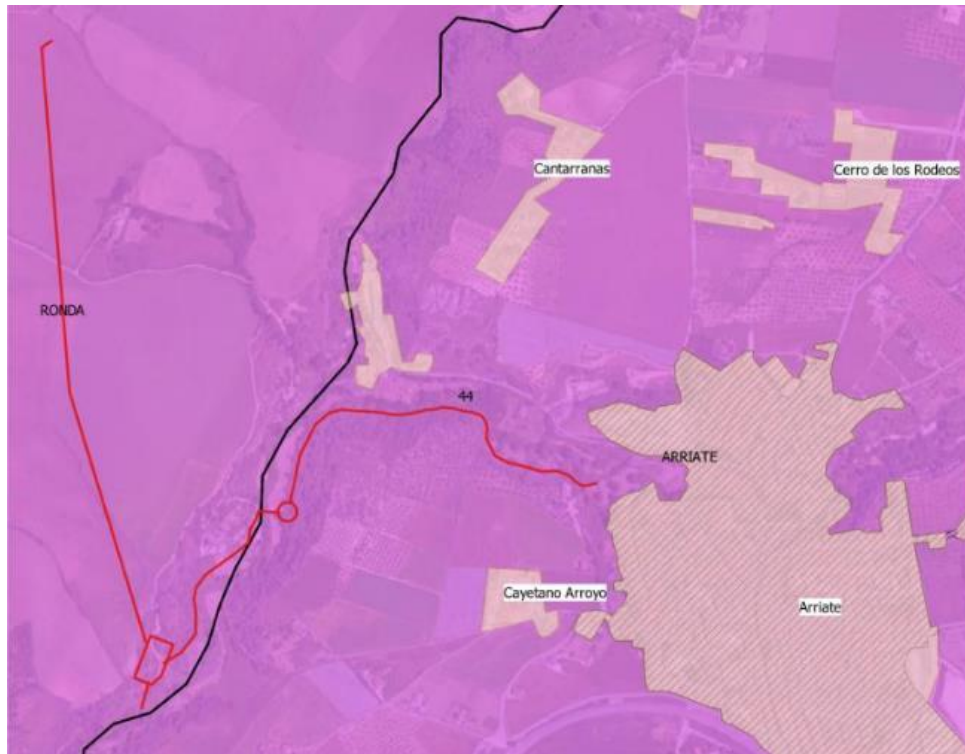 Cantarranas
Cerro de los Rodeos
RONDA
44
ARRIATE
Cayetano Arroyo
Arriate